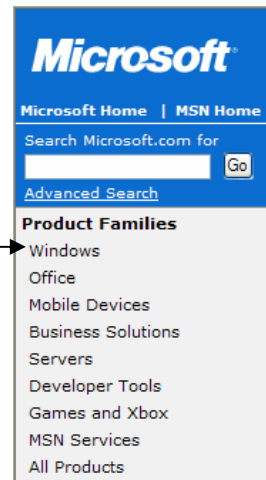 Microsoft
Microsoft Home | MSN Home
Search Microsoft.com for
Go
Advanced Search
Product Families
Windows
Office
Mobile Devices
Business Solutions
Servers
Developer Tools
Games and Xbox
MSN Services
All Products